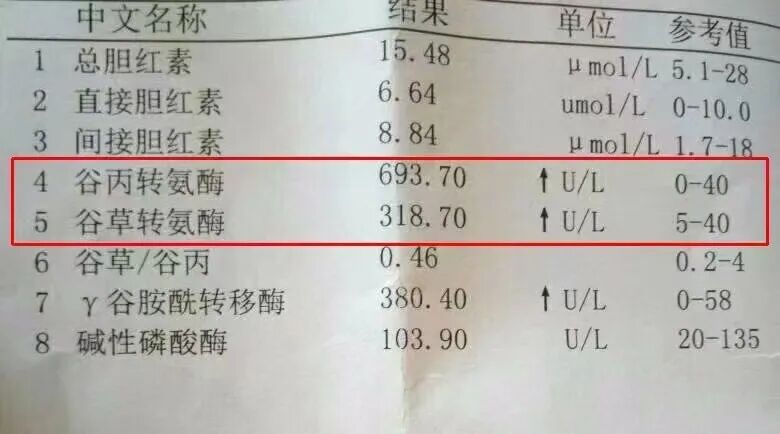 中文名称 结果 单位 参考值
1 总胆红素 15.48 μmol/L 5.1-28
2 直接胆红素 6.64 umol/L 0-10.0
3 间接胆红素 8.84 μmol/L 1.7-18
4 谷丙转氨酶 693.70 ↑ U/L 0-40
5 谷草转氨酶 318.70 ↑ U/L 5-40
6 谷草/谷丙 0.46 0.2-4
7 γ谷胺酰转移酶 380.40 ↑ U/L 0-58
8 碱性磷酸酶 103.90 U/L 20-135